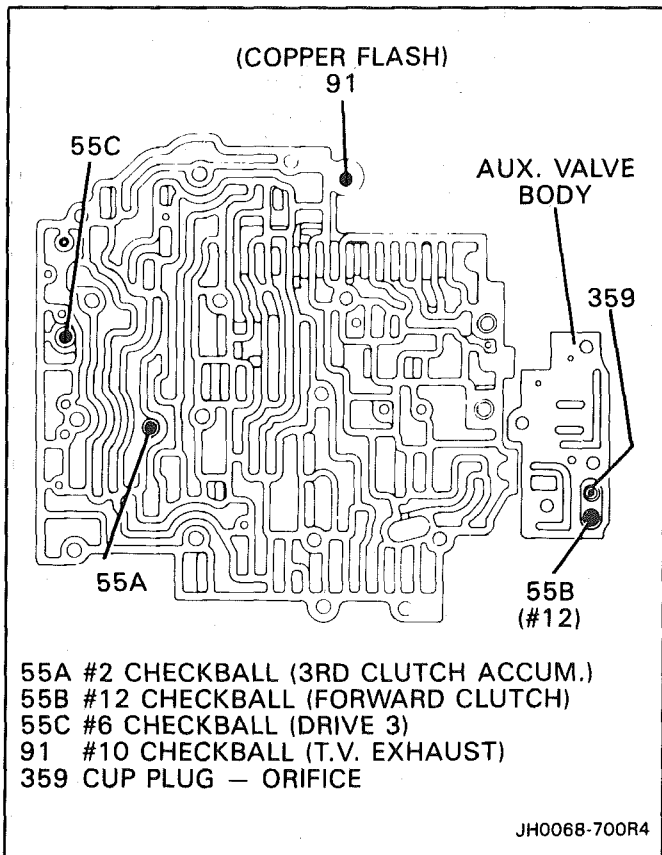 (COPPER FLASH)
91
55C
AUX. VALVE
BODY
359
55A
55B
(#12)
55A #2 CHECKBALL (3RD CLUTCH ACCUM.)
55B #12 CHECKBALL (FORWARD CLUTCH)
55C #6 CHECKBALL (DRIVE 3)
91 #10 CHECKBALL (T.V. EXHAUST)
359 CUP PLUG — ORIFICE
JH0068-700R4